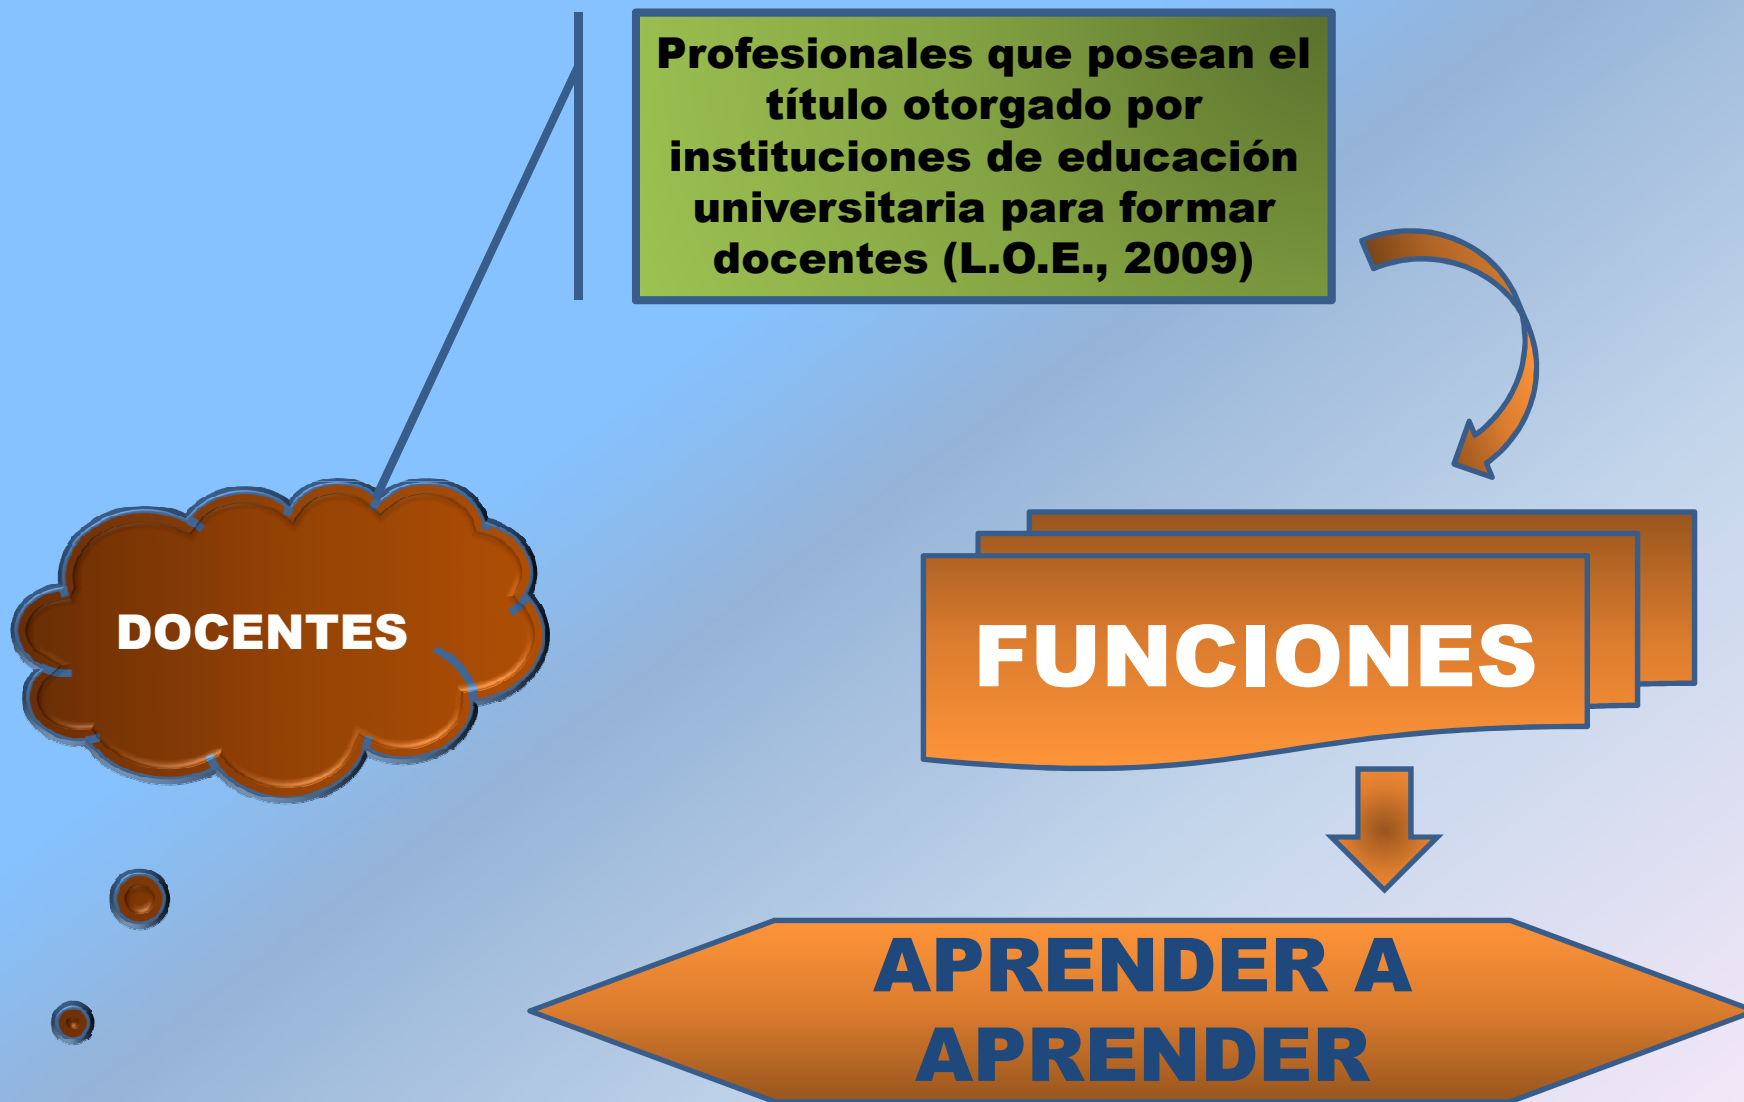 Profesionales que posean el
título otorgado por
instituciones de educación
universitaria para formar
docentes (L.O.E., 2009)
DOCENTES
FUNCIONES
APRENDER A
APRENDER